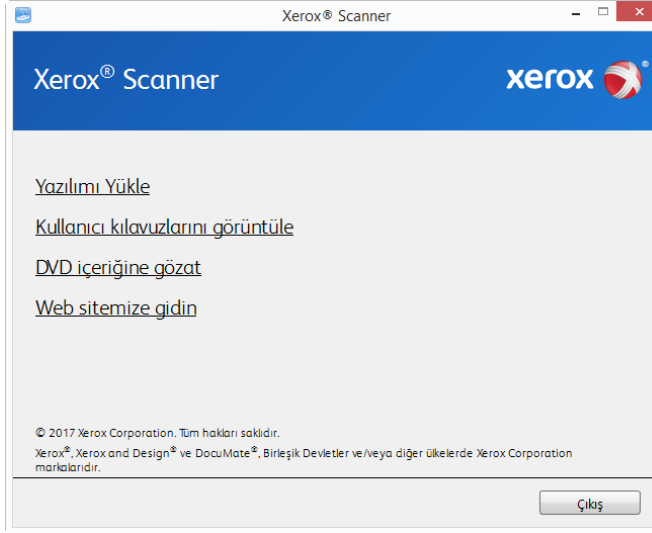 Xerox® Scanner
Xerox® Scanner
xerox®
Yazılımı Yükle
Kullanıcı kılavuzlarını görüntüle
DVD içeriğine gözat
Web sitemize gidin
© 2017 Xerox Corporation. Tüm hakları saklıdır.
Xerox®, Xerox and Design® ve DocuMate®, Birleşik Devletler ve/veya diğer ülkelerde Xerox Corporation
markalarıdır.
Çıkış